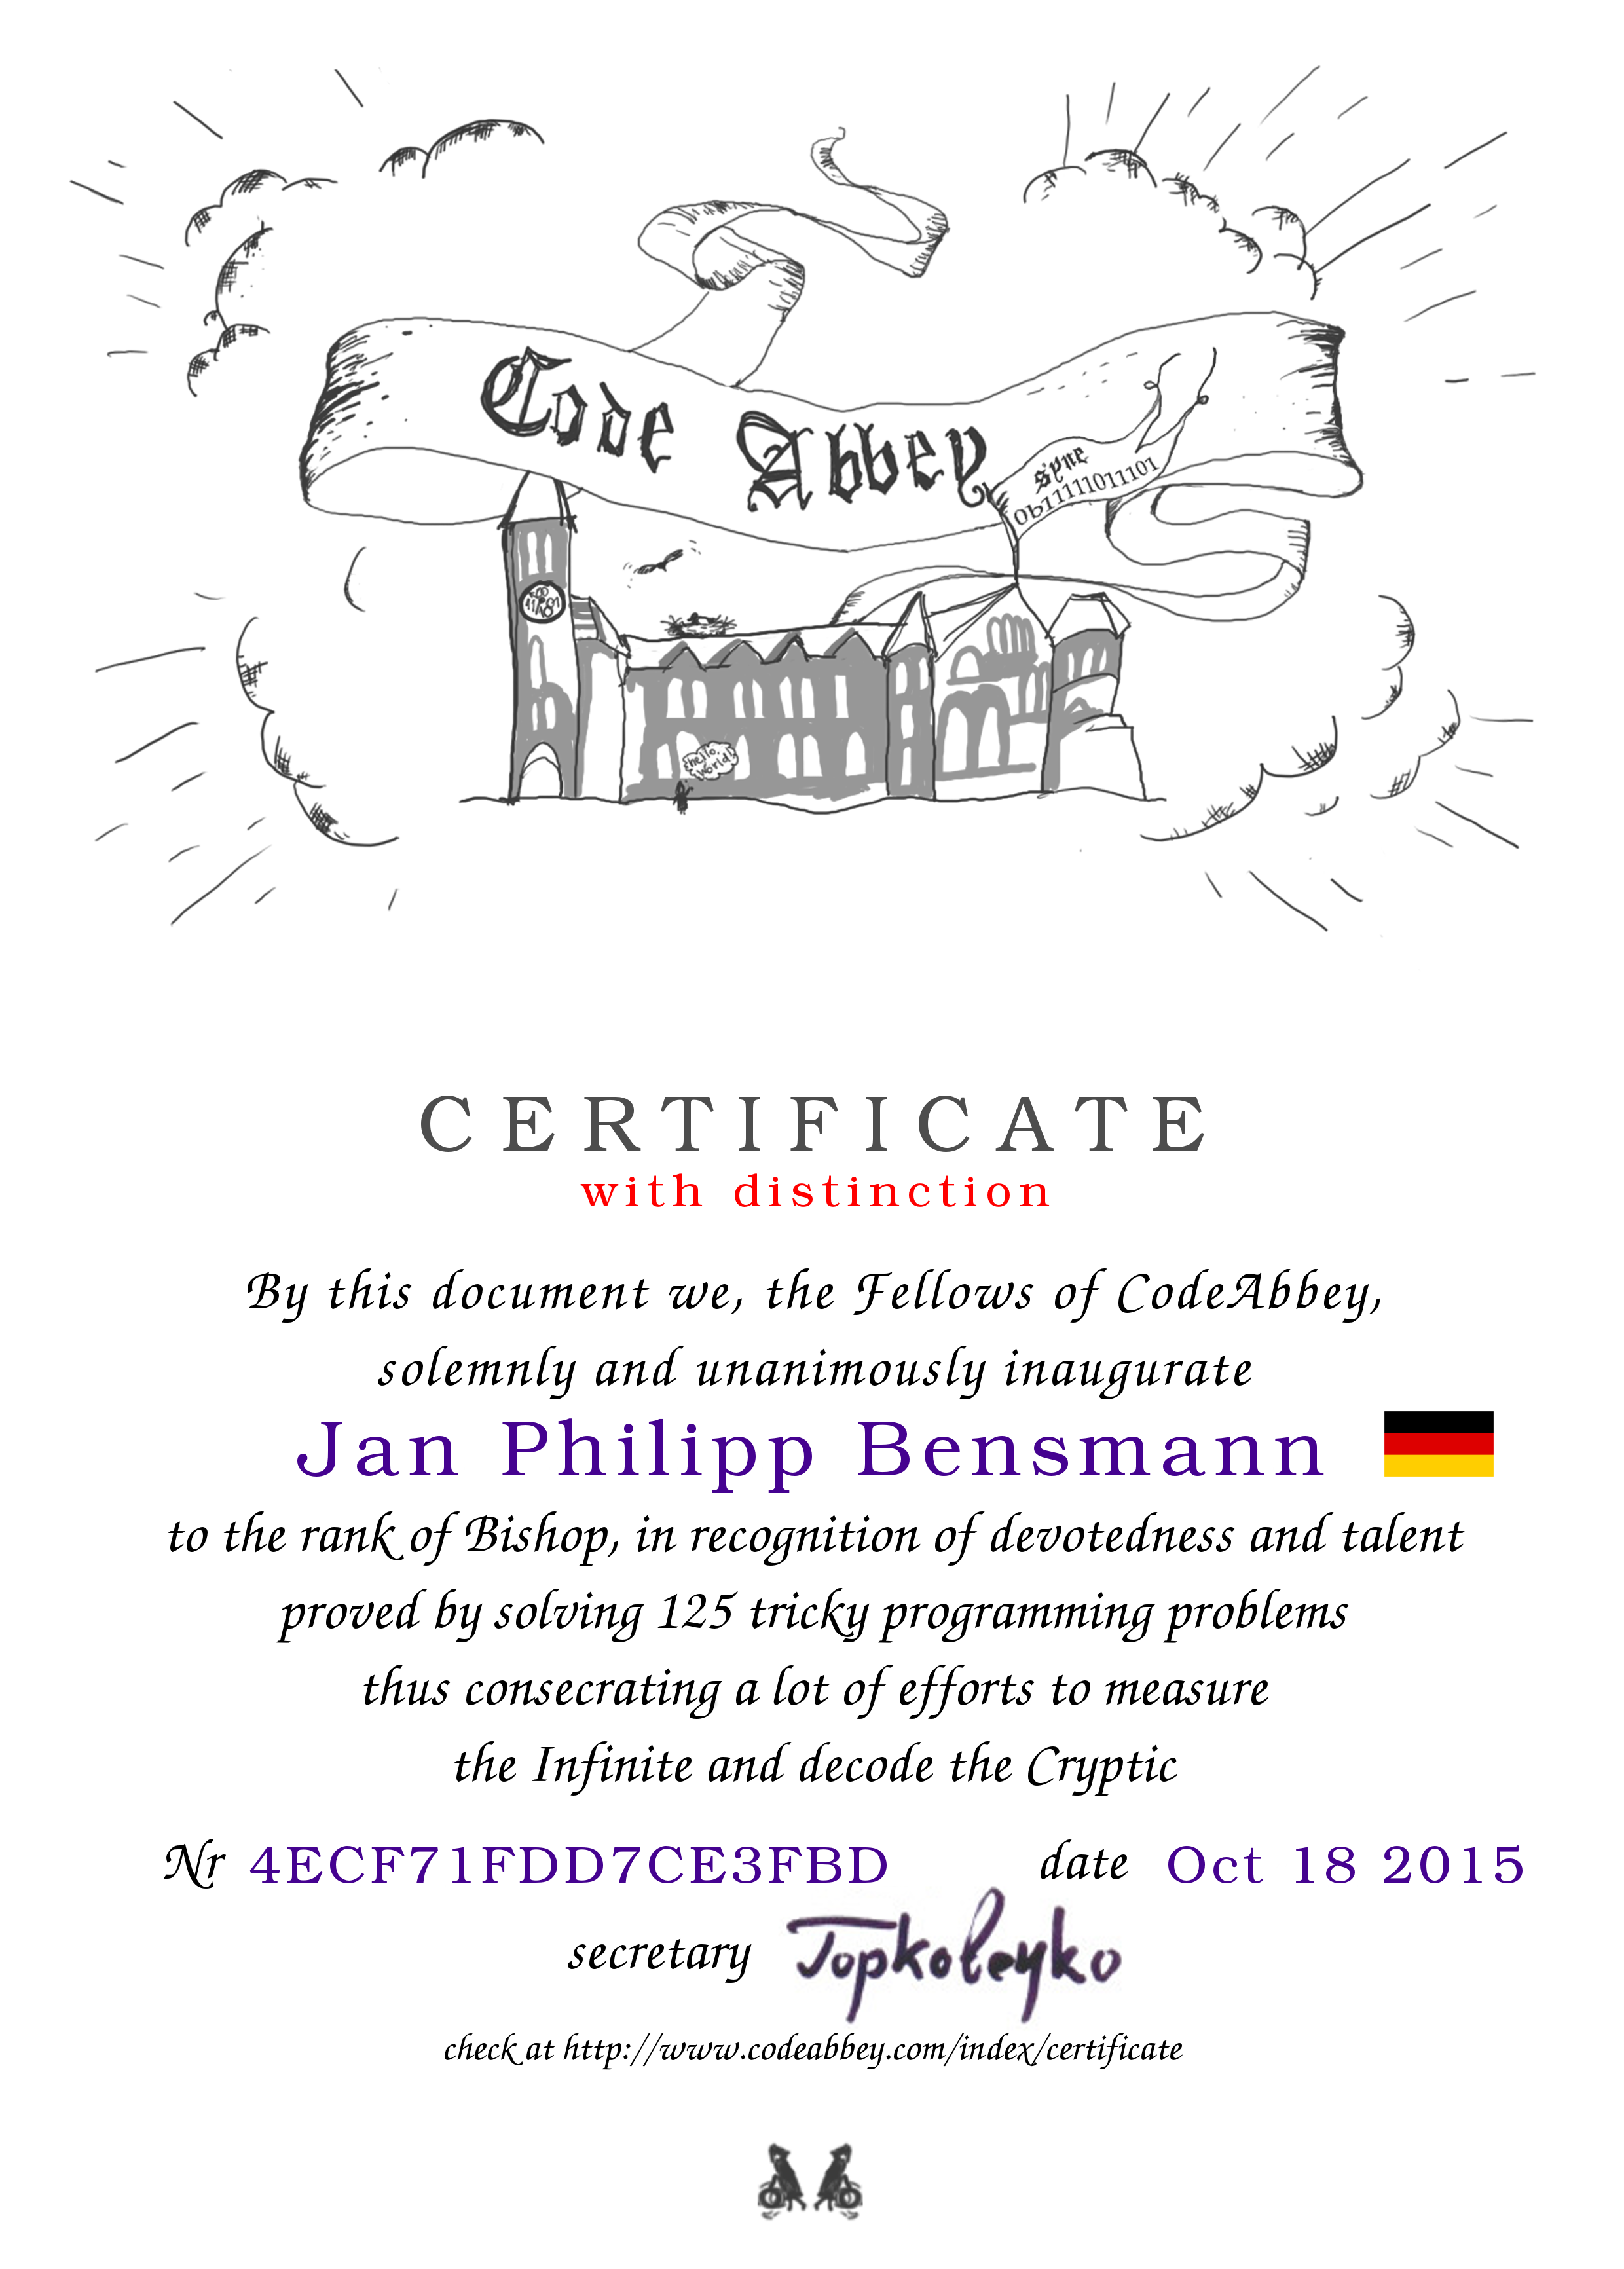 Code Abbey
syne
0b11111011101
hello,
world!
CERTIFICATE
with distinction
By this document we, the Fellows of CodeAbbey,
solemnly and unanimously inaugurate
Jan Philipp Bensmann
to the rank of Bishop, in recognition of devotedness and talent
proved by solving 125 tricky programming problems
thus consecrating a lot of efforts to measure
the Infinite and decode the Cryptic
Nr 4ECF71FDD7CE3FBD date Oct 18 2015
secretary Topkoleyko
check at http://www.codeabbey.com/index/certificate